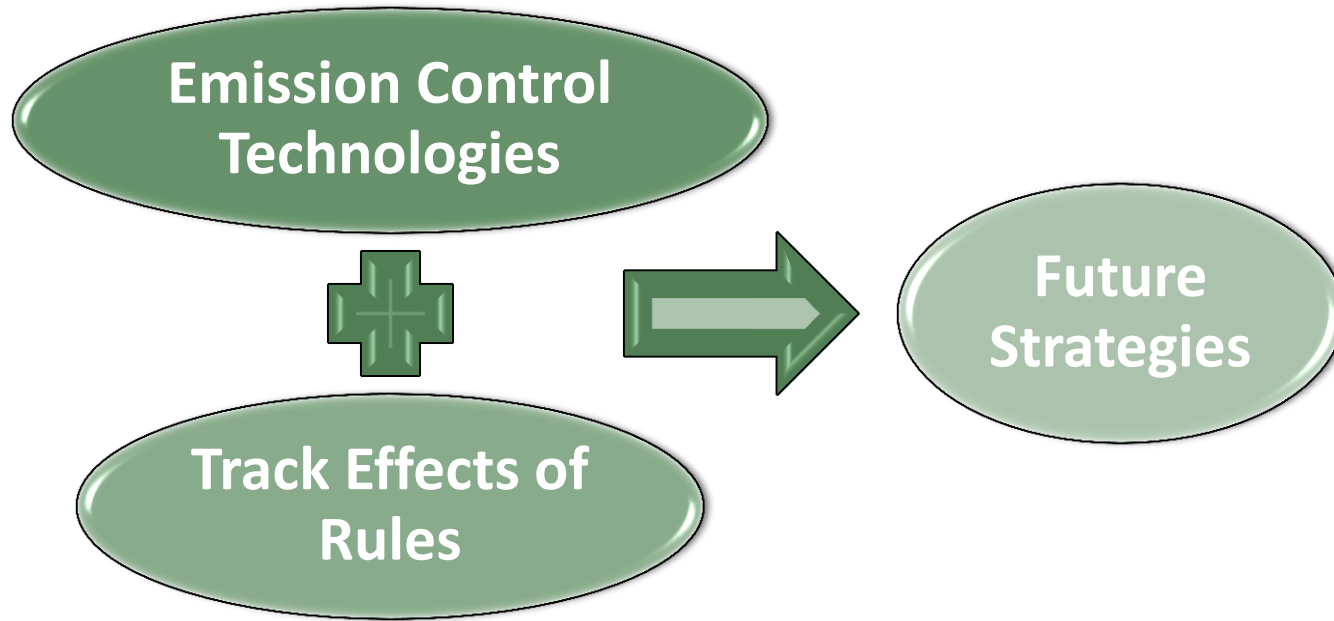 Emission Control
Technologies
Track Effects of
Rules
Future
Strategies